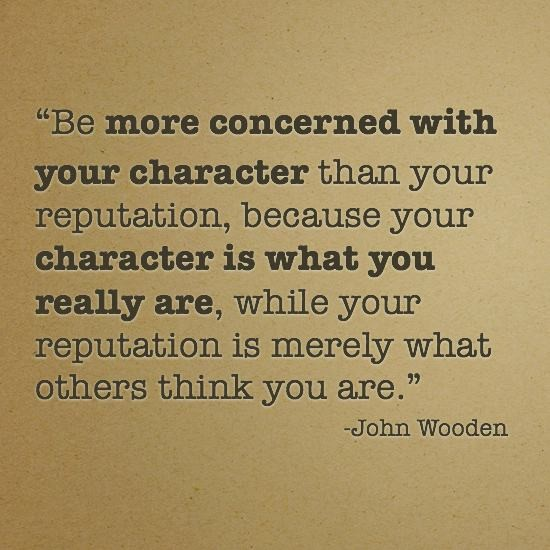 “Be more concerned with
your character than your
reputation, because your
character is what you
really are, while your
reputation is merely what
others think you are.”
-John Wooden